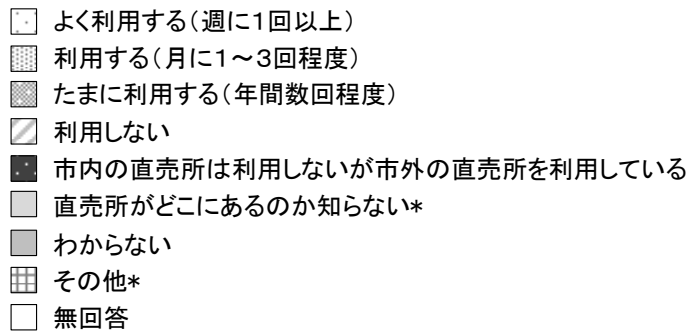 よく利用する（週に１回以上）
利用する（月に１～３回程度）
たまに利用する（年間数回程度）
利用しない
市内の直売所は利用しないが市外の直売所を利用している
直売所がどこにあるのか知らない*
わからない
その他*
無回答